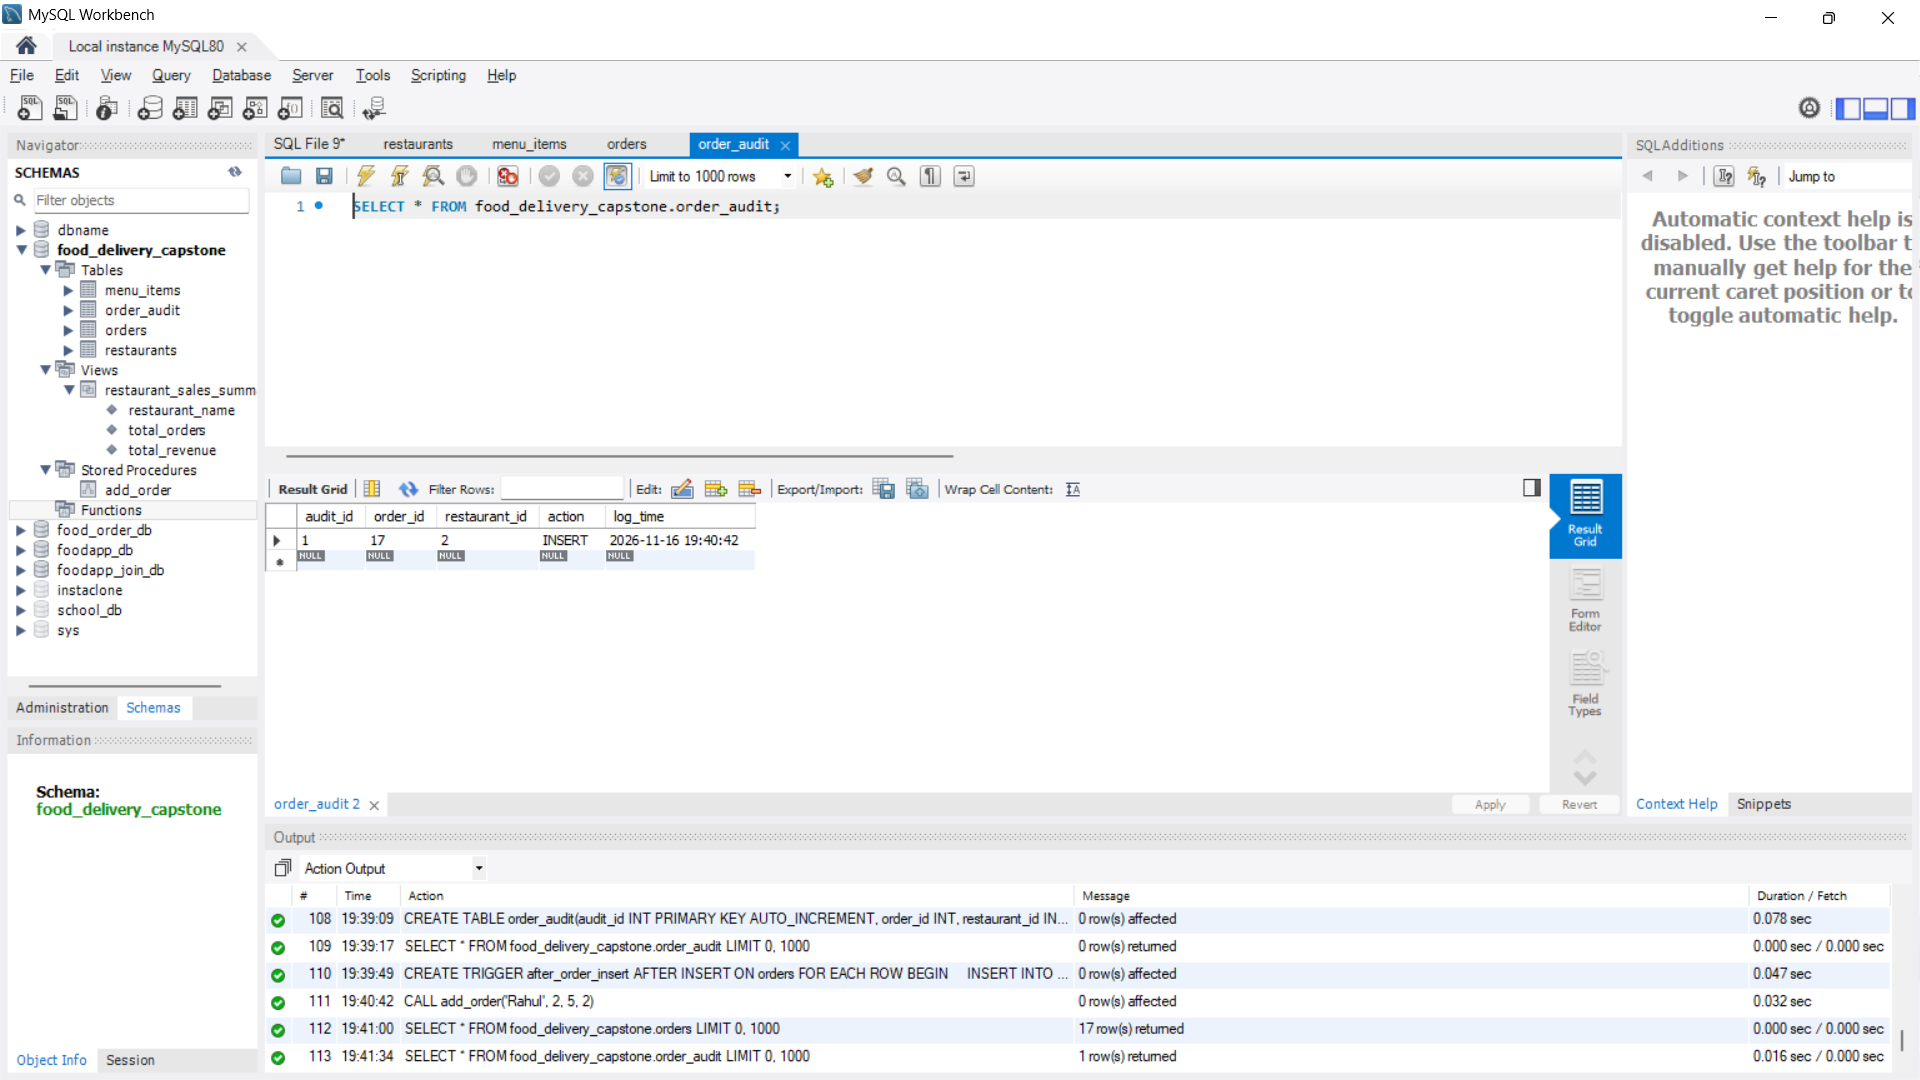 MySQL Workbench
Local instance MySQL80
File Edit View Query Database Server Tools Scripting Help
Navigator
SCHEMAS
Filter objects
dbname
food_delivery_capstone
Tables
menu_items
order_audit
orders
restaurants
Views
restaurant_sales_summ
restaurant_name
total_orders
total_revenue
Stored Procedures
add_order
Functions
food_order_db
foodapp_db
foodapp_join_db
instaclone
school_db
sys
Administration Schemas
Information
Schema:
food_delivery_capstone
Object Info Session
SQL File 9* restaurants menu_items orders order_audit
Limit to 1000 rows
1 SELECT * FROM food_delivery_capstone.order_audit;
Result Grid Filter Rows: Edit: Export/Import: Wrap Cell Content:
audit_id order_id restaurant_id action log_time
1 17 2 INSERT 2026-11-16 19:40:42
NULL NULL NULL NULL NULL
Result
Grid
Form
Editor
Field
Types
order_audit 2
Apply Revert
SQLAdditions
Jump to
Automatic context help is
disabled. Use the toolbar t
manually get help for the
current caret position or to
toggle automatic help.
Context Help Snippets
Output
Action Output
# Time Action Message Duration / Fetch
108 19:39:09 CREATE TABLE order_audit(audit_id INT PRIMARY KEY AUTO_INCREMENT, order_id INT, restaurant_id IN... 0 row(s) affected 0.078 sec
109 19:39:17 SELECT * FROM food_delivery_capstone.order_audit LIMIT 0, 1000 0 row(s) returned 0.000 sec / 0.000 sec
110 19:39:49 CREATE TRIGGER after_order_insert AFTER INSERT ON orders FOR EACH ROW BEGIN INSERT INTO ... 0 row(s) affected 0.047 sec
111 19:40:42 CALL add_order('Rahul', 2, 5, 2) 0 row(s) affected 0.032 sec
112 19:41:00 SELECT * FROM food_delivery_capstone.orders LIMIT 0, 1000 17 row(s) returned 0.000 sec / 0.000 sec
113 19:41:34 SELECT * FROM food_delivery_capstone.order_audit LIMIT 0, 1000 1 row(s) returned 0.016 sec / 0.000 sec